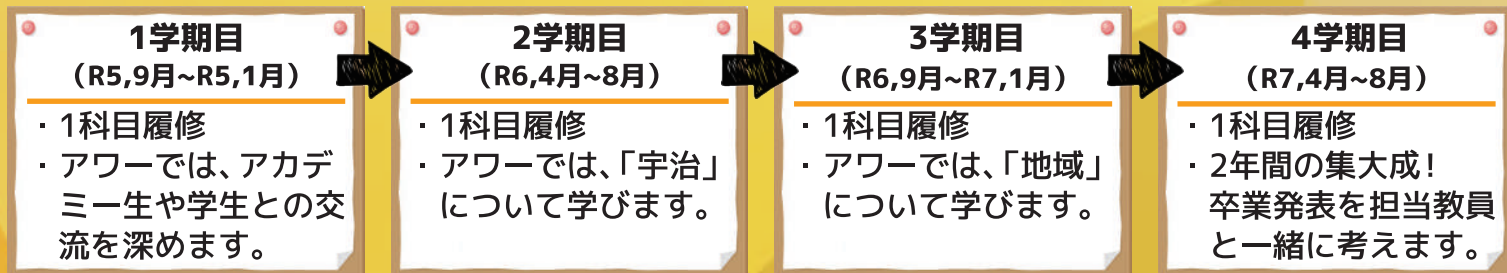 1学期目
（R5,9月~R5,1月）
・1科目履修
・アワーでは、アカデ
ミー生や学生との交
流を深めます。
2学期目
（R6,4月~8月）
・1科目履修
・アワーでは、「宇治」
について学びます。
3学期目
（R6,9月~R7,1月）
・1科目履修
・アワーでは、「地域」
について学びます。
4学期目
（R7,4月~8月）
・1科目履修
・2年間の集大成！
卒業発表を担当教員
と一緒に考えます。